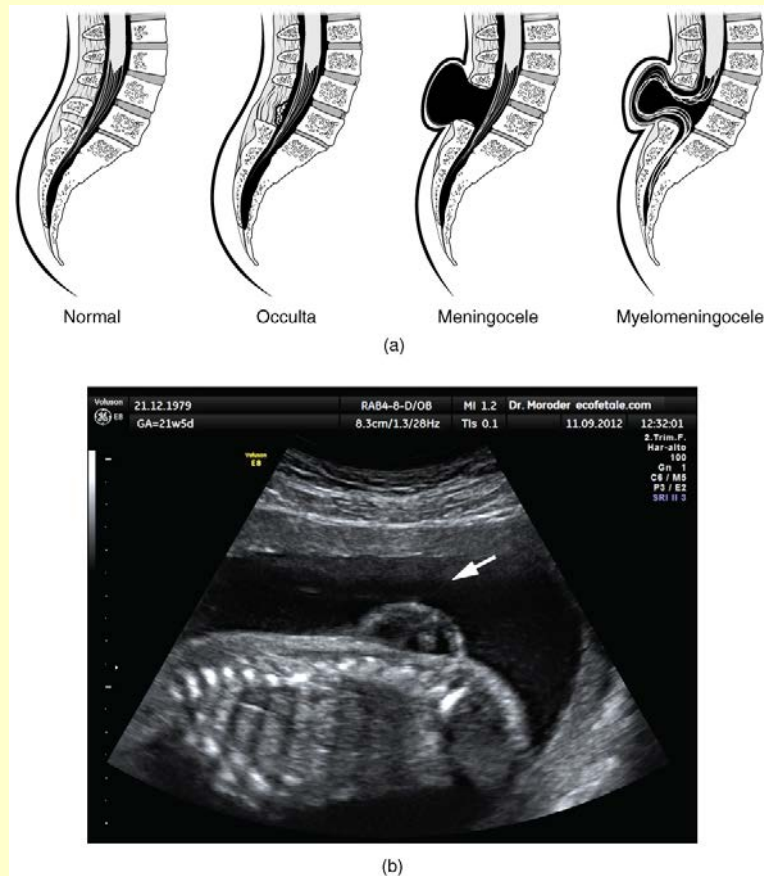 Normal Occulta Meningocele Myelomeningocele
(a)
Voluson E8 21.12.1979 RAB4-8-D/OB MI 1.2 Dr. Moroder ecofetale.com
GA=21w5d 8.3cm/1.3/28Hz TIs 0.1 11.09.2012 12:32:01
2.Trim.F.
Har-alto
100
Gn 1
C6 / M5
P3 / E2
SRI II 3
Voluson
E8
(b)